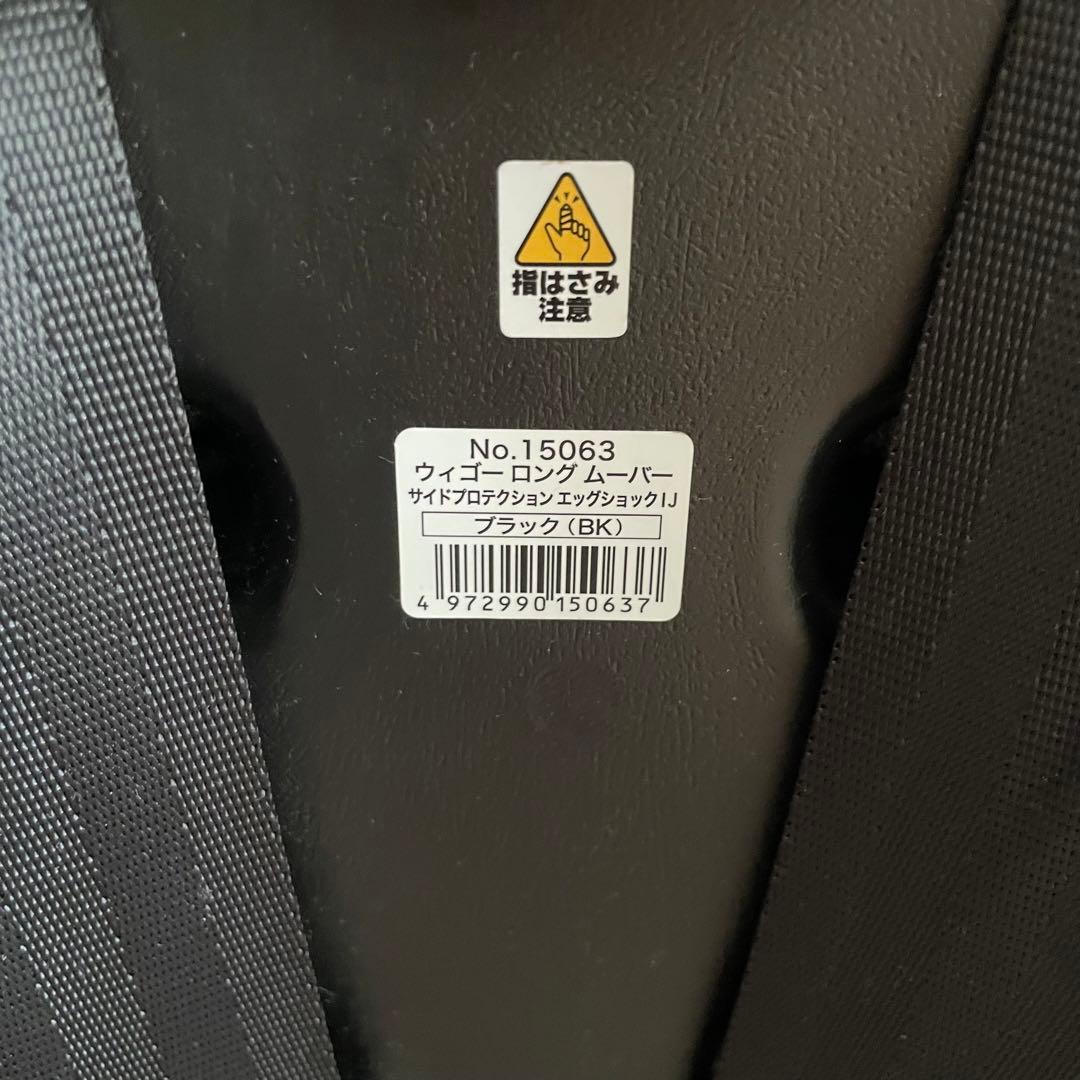 指はさみ
注意
No.15063
ウィゴー ロング ムーバー
サイドプロテクション エッグショックIJ
ブラック(BK)
4 972990 150637